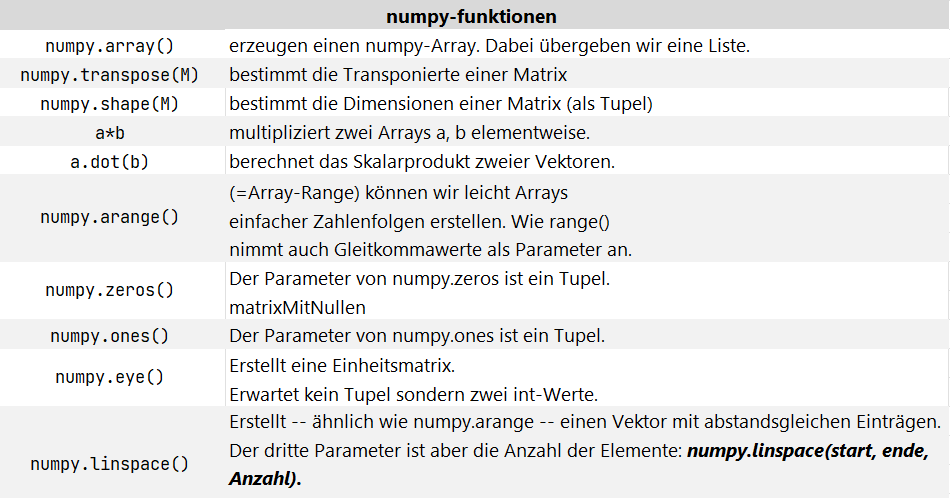 numpy-funktionen
numpy.array() erzeugen einen numpy-Array. Dabei übergeben wir eine Liste.
numpy.transpose(M) bestimmt die Transponierte einer Matrix
numpy.shape(M) bestimmt die Dimensionen einer Matrix (als Tupel)
a*b multipliziert zwei Arrays a, b elementweise.
a.dot(b) berechnet das Skalarprodukt zweier Vektoren.
numpy.arange() (=Array-Range) können wir leicht Arrays
einfacher Zahlenfolgen erstellen. Wie range()
nimmt auch Gleitkommawerte als Parameter an.
numpy.zeros() Der Parameter von numpy.zeros ist ein Tupel.
matrixMitNullen
numpy.ones() Der Parameter von numpy.ones ist ein Tupel.
numpy.eye() Erstellt eine Einheitsmatrix.
Erwartet kein Tupel sondern zwei int-Werte.
numpy.linspace() Erstellt -- ähnlich wie numpy.arange -- einen Vektor mit abstandsgleichen Einträgen.
Der dritte Parameter ist aber die Anzahl der Elemente: numpy.linspace(start, ende,
Anzahl).